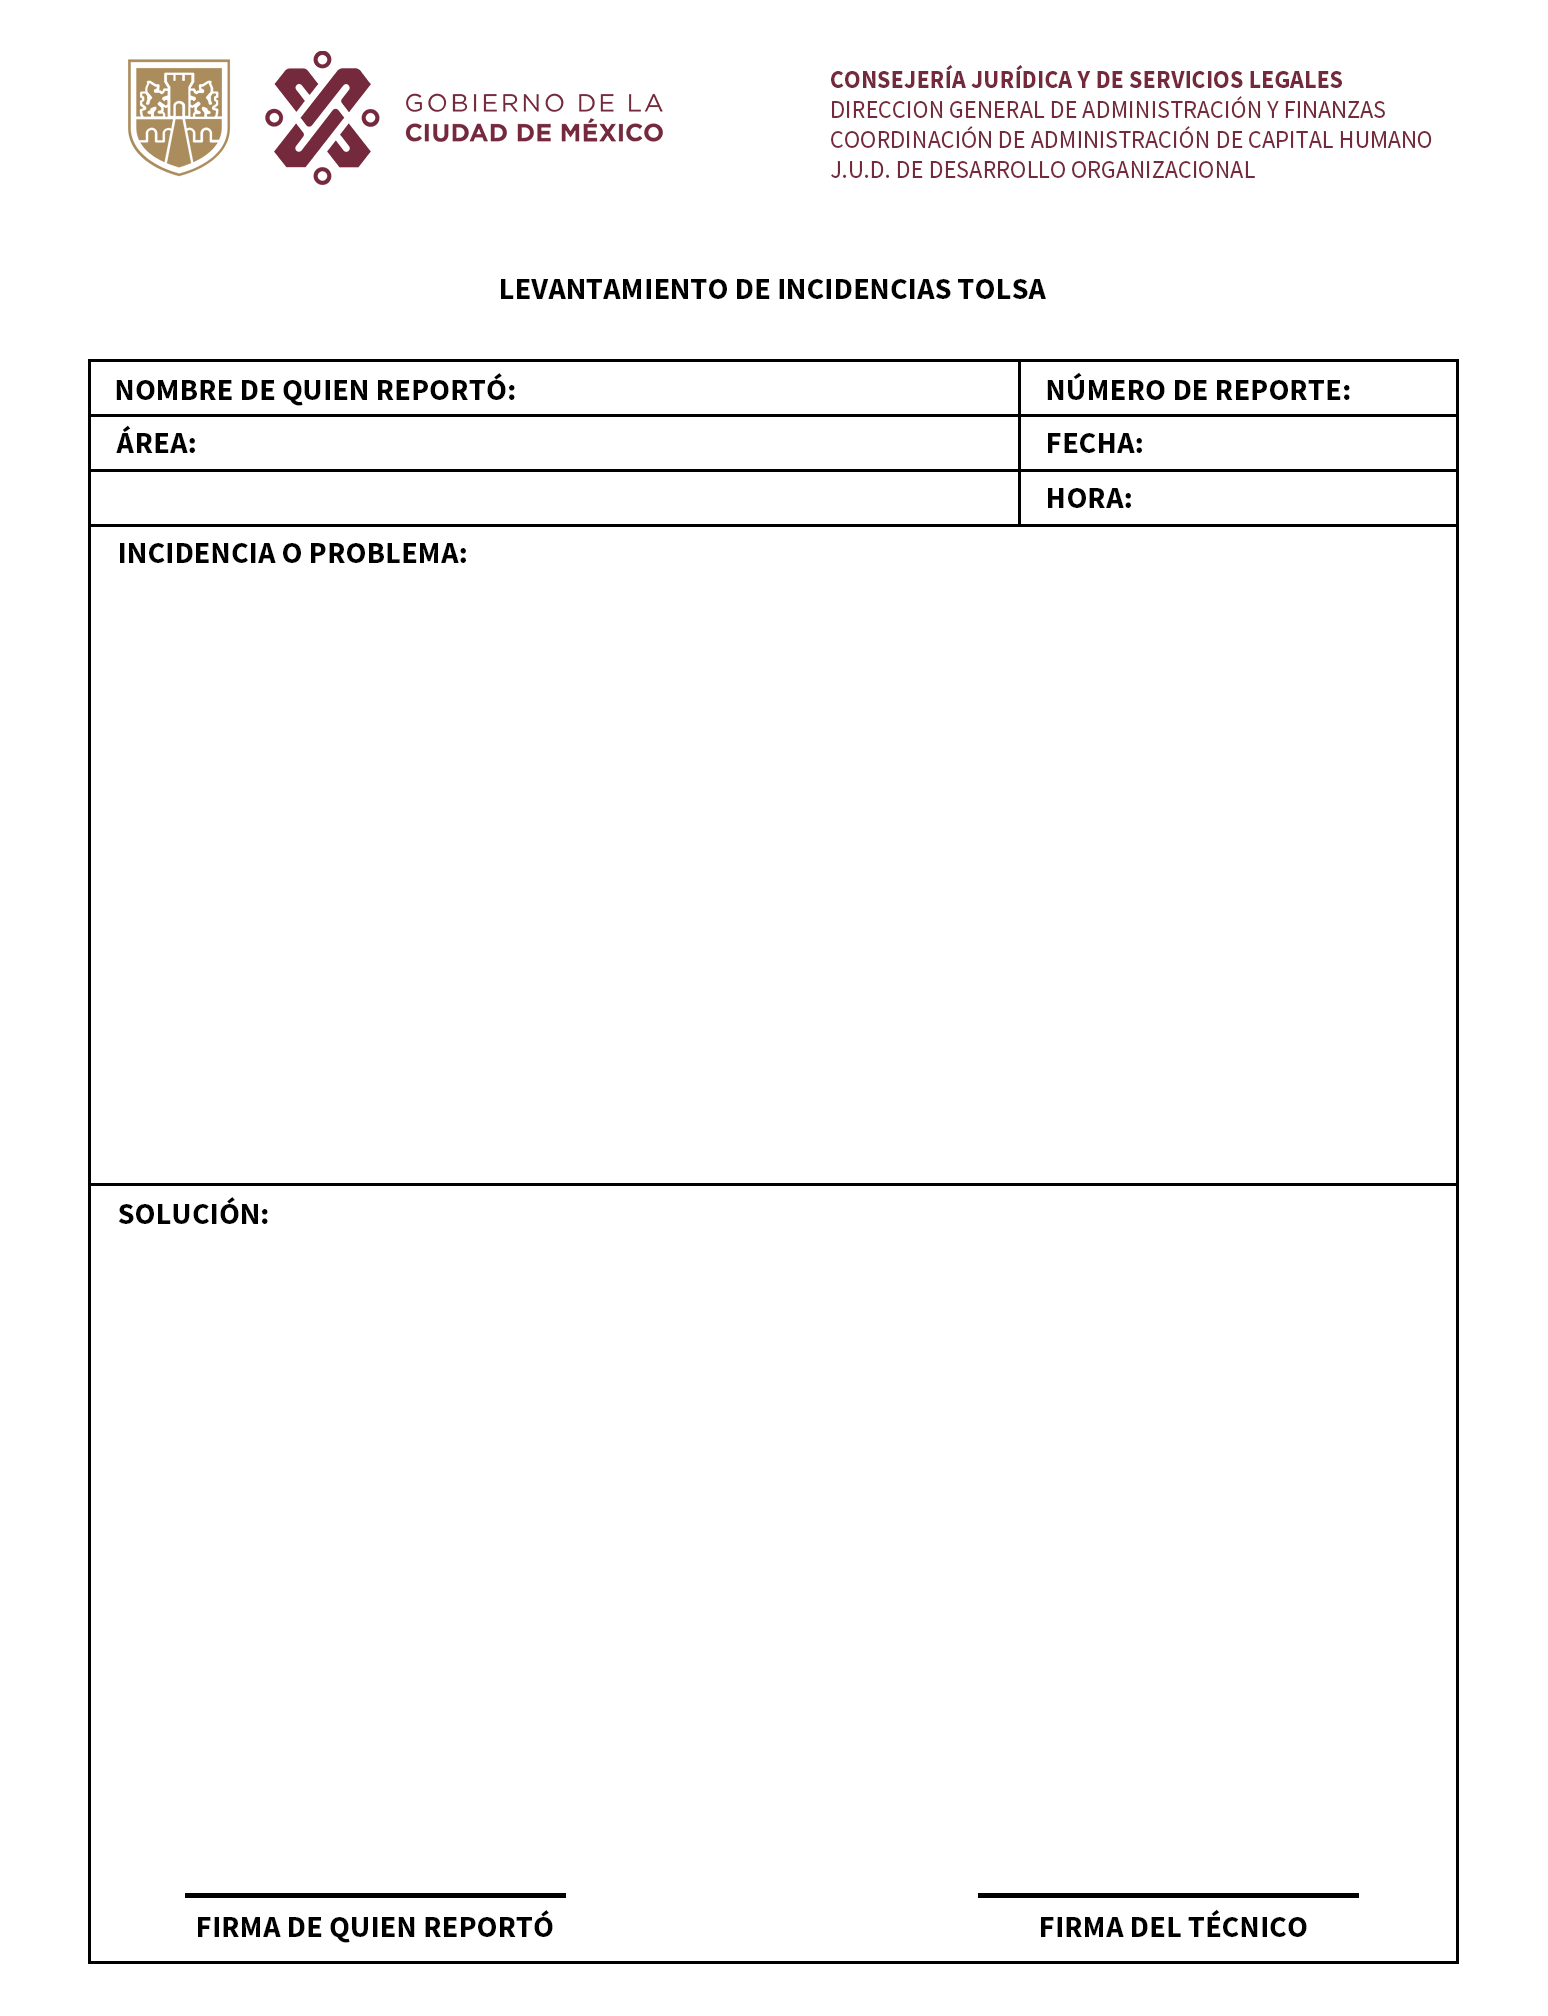 GOBIERNO DE LA
CIUDAD DE MÉXICO
CONSEJERÍA JURÍDICA Y DE SERVICIOS LEGALES
DIRECCION GENERAL DE ADMINISTRACIÓN Y FINANZAS
COORDINACIÓN DE ADMINISTRACIÓN DE CAPITAL HUMANO
J.U.D. DE DESARROLLO ORGANIZACIONAL
LEVANTAMIENTO DE INCIDENCIAS TOLSA
NOMBRE DE QUIEN REPORTÓ:
NÚMERO DE REPORTE:
ÁREA:
FECHA:
HORA:
INCIDENCIA O PROBLEMA:
SOLUCIÓN:
FIRMA DE QUIEN REPORTÓ
FIRMA DEL TÉCNICO